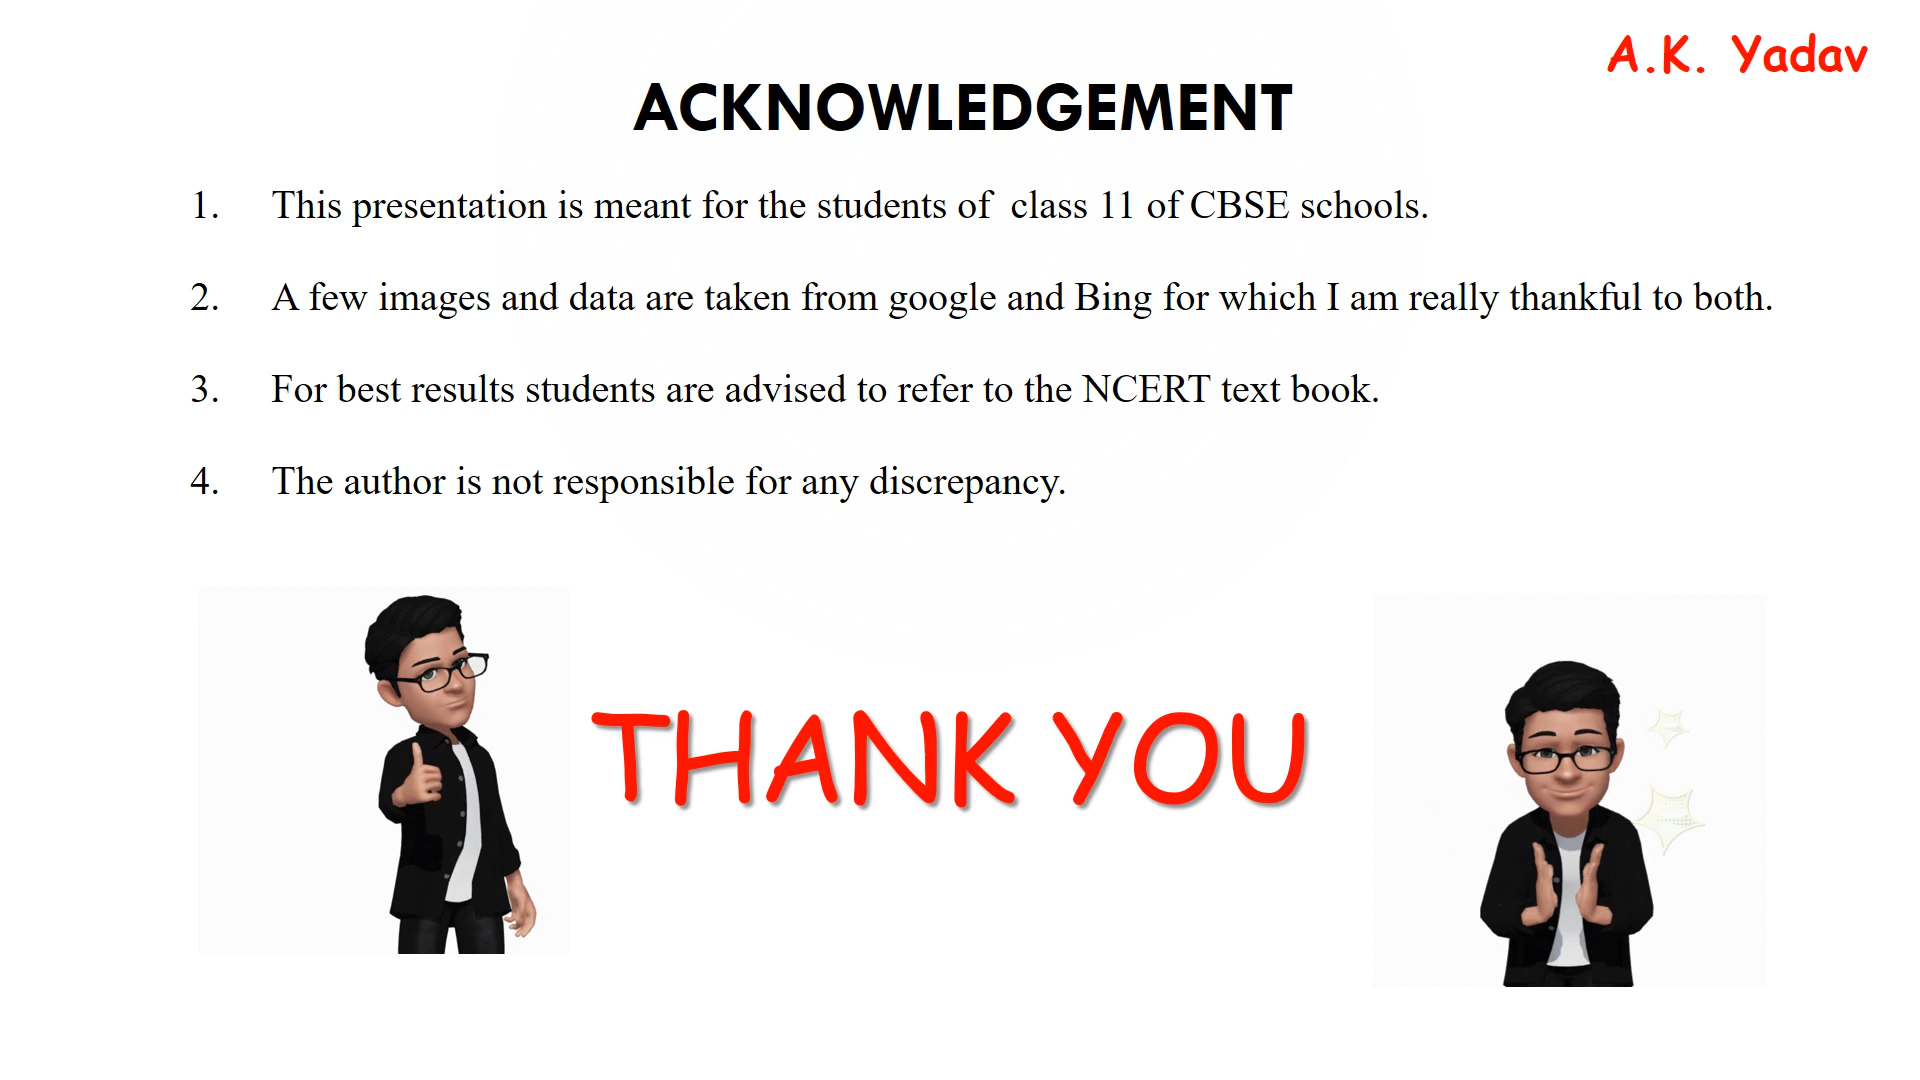 A.K. Yadav
ACKNOWLEDGEMENT
1. This presentation is meant for the students of  class 11 of CBSE schools.
2. A few images and data are taken from google and Bing for which I am really thankful to both.
3. For best results students are advised to refer to the NCERT text book.
4. The author is not responsible for any discrepancy.
THANK YOU